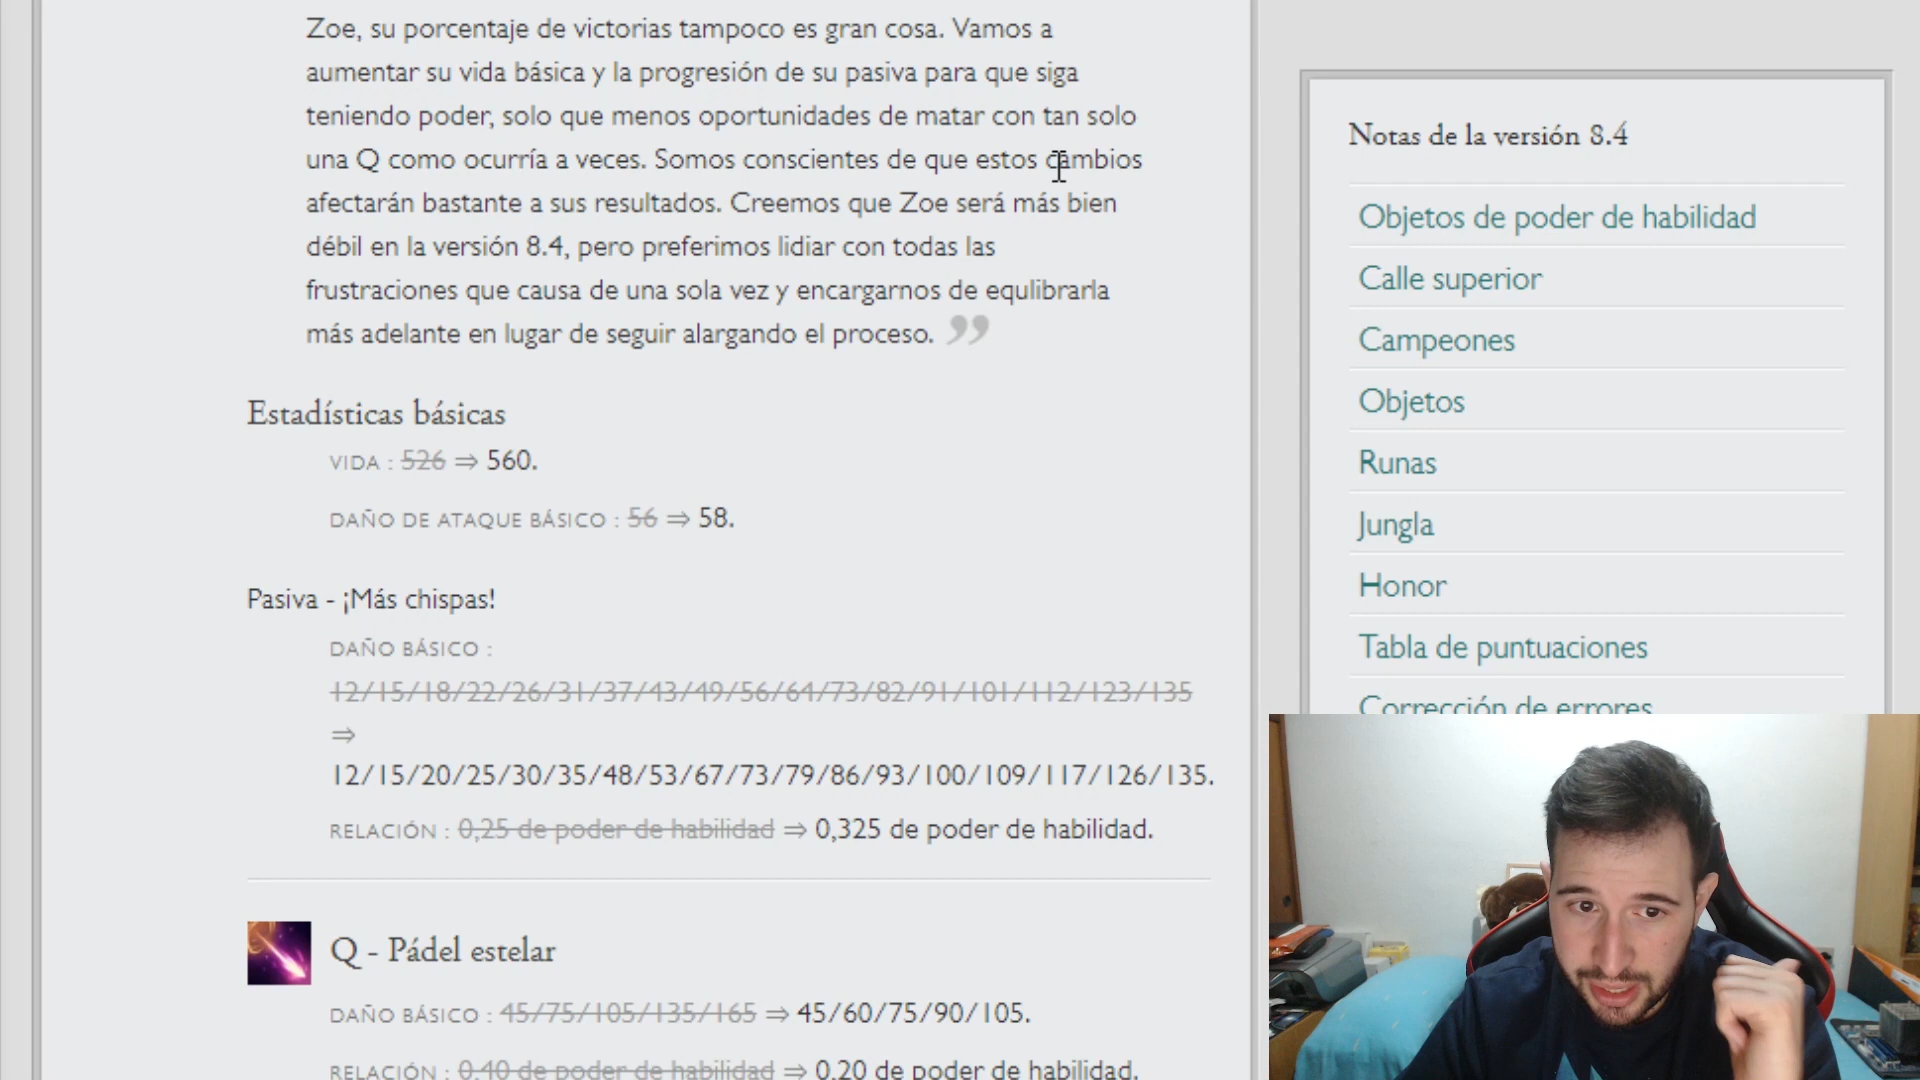 Zoe, su porcentaje de victorias tampoco es gran cosa. Vamos a
aumentar su vida básica y la progresión de su pasiva para que siga
teniendo poder, solo que menos oportunidades de matar con tan solo
una Q como ocurría a veces. Somos conscientes de que estos cambios
afectarán bastante a sus resultados. Creemos que Zoe será más bien
débil en la versión 8.4, pero preferimos lidiar con todas las
frustraciones que causa de una sola vez y encargarnos de equlibrarla
más adelante en lugar de seguir alargando el proceso. ”
Estadísticas básicas
VIDA : 526 ⇒ 560.
DAÑO DE ATAQUE BÁSICO : 56 ⇒ 58.
Pasiva - ¡Más chispas!
DAÑO BÁSICO :
12/15/18/22/26/31/37/43/49/56/64/73/82/91/101/112/123/135
⇒
12/15/20/25/30/35/48/53/67/73/79/86/93/100/109/117/126/135.
RELACIÓN : 0,25 de poder de habilidad ⇒ 0,325 de poder de habilidad.
Q - Pádel estelar
DAÑO BÁSICO : 45/75/105/135/165 ⇒ 45/60/75/90/105.
RELACIÓN : 0,40 de poder de habilidad ⇒ 0,20 de poder de habilidad.
Notas de la versión 8.4
Objetos de poder de habilidad
Calle superior
Campeones
Objetos
Runas
Jungla
Honor
Tabla de puntuaciones
Corrección de errores